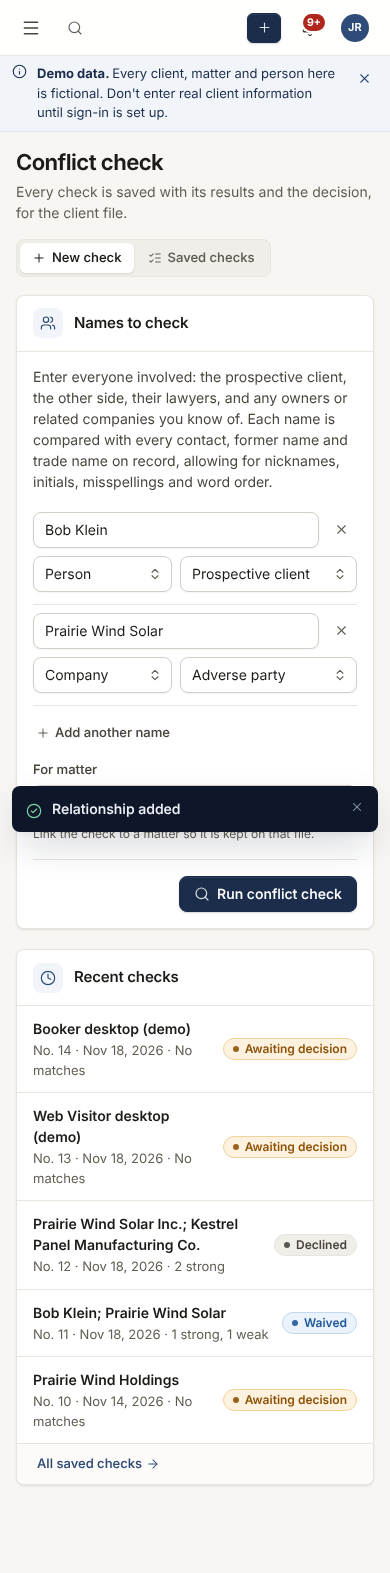 9+
JR
Demo data. Every client, matter and person here
is fictional. Don't enter real client information
until sign-in is set up.
Conflict check
Every check is saved with its results and the decision,
for the client file.
New check
Saved checks
Names to check
Enter everyone involved: the prospective client,
the other side, their lawyers, and any owners or
related companies you know of. Each name is
compared with every contact, former name and
trade name on record, allowing for nicknames,
initials, misspellings and word order.
Bob Klein
Person
Prospective client
Prairie Wind Solar
Company
Adverse party
Add another name
For matter
Relationship added
Link the check to a matter so it is kept on that file.
Run conflict check
Recent checks
Booker desktop (demo)
No. 14 · Nov 18, 2026 · No
matches
Awaiting decision
Web Visitor desktop
(demo)
No. 13 · Nov 18, 2026 · No
matches
Awaiting decision
Prairie Wind Solar Inc.; Kestrel
Panel Manufacturing Co.
No. 12 · Nov 18, 2026 · 2 strong
Declined
Bob Klein; Prairie Wind Solar
No. 11 · Nov 18, 2026 · 1 strong, 1 weak
Waived
Prairie Wind Holdings
No. 10 · Nov 14, 2026 · No
matches
Awaiting decision
All saved checks